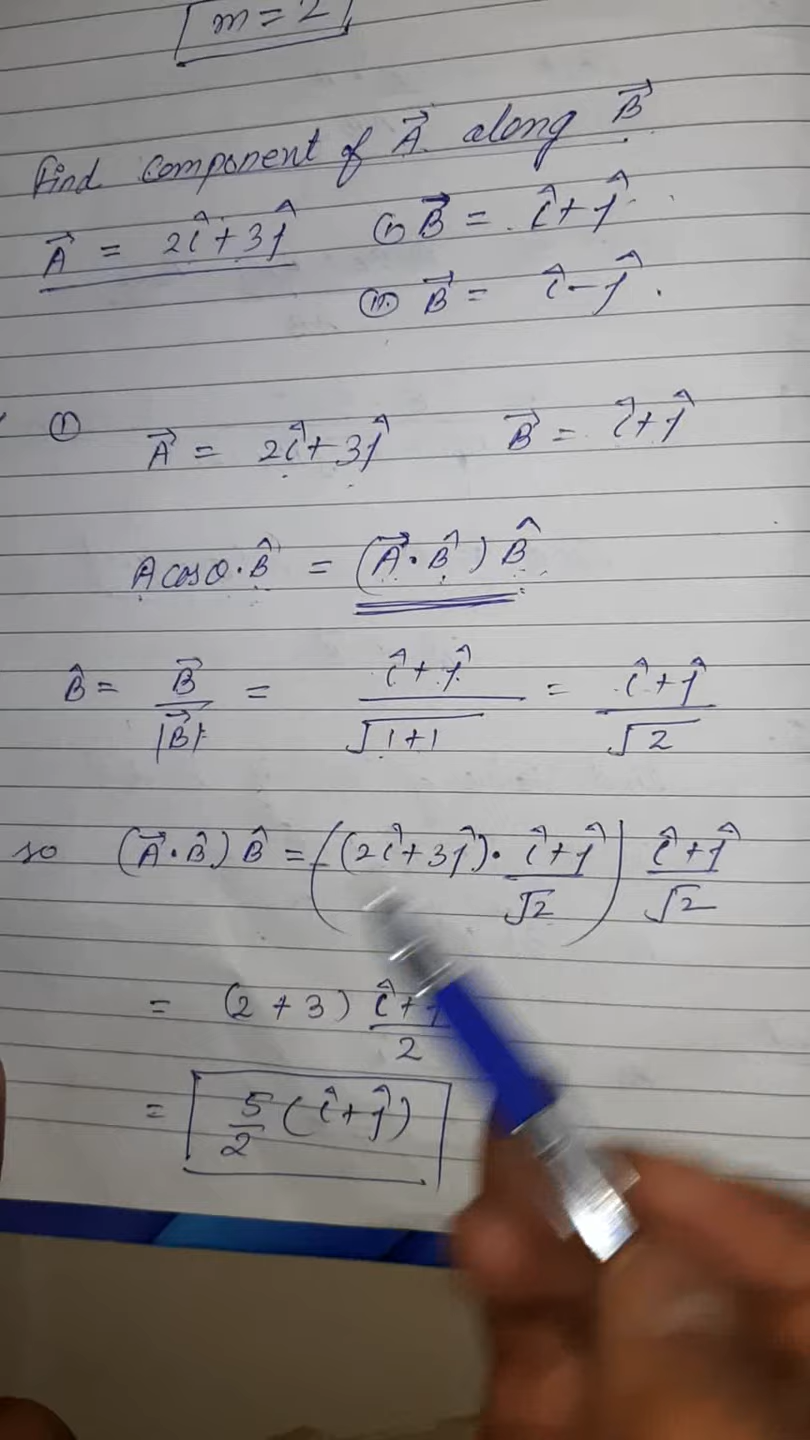 m = 2
Find component of A⃗ along B⃗
A⃗ = 2î + 3ĵ (i) B⃗ = î + ĵ
(ii) B⃗ = î - ĵ .
(i) A⃗ = 2î + 3ĵ B⃗ = î + ĵ
A cosθ · B̂ = (A⃗ · B̂) B̂
B̂ = B⃗/|B⃗| = (î + ĵ)/√(1+1) = (î + ĵ)/√2
so (A⃗ · B̂) B̂ = ((2î + 3ĵ) · (î + ĵ)/√2) (î + ĵ)/√2
= (2 + 3) (î + ĵ)/2
= 5/2 (î + ĵ)